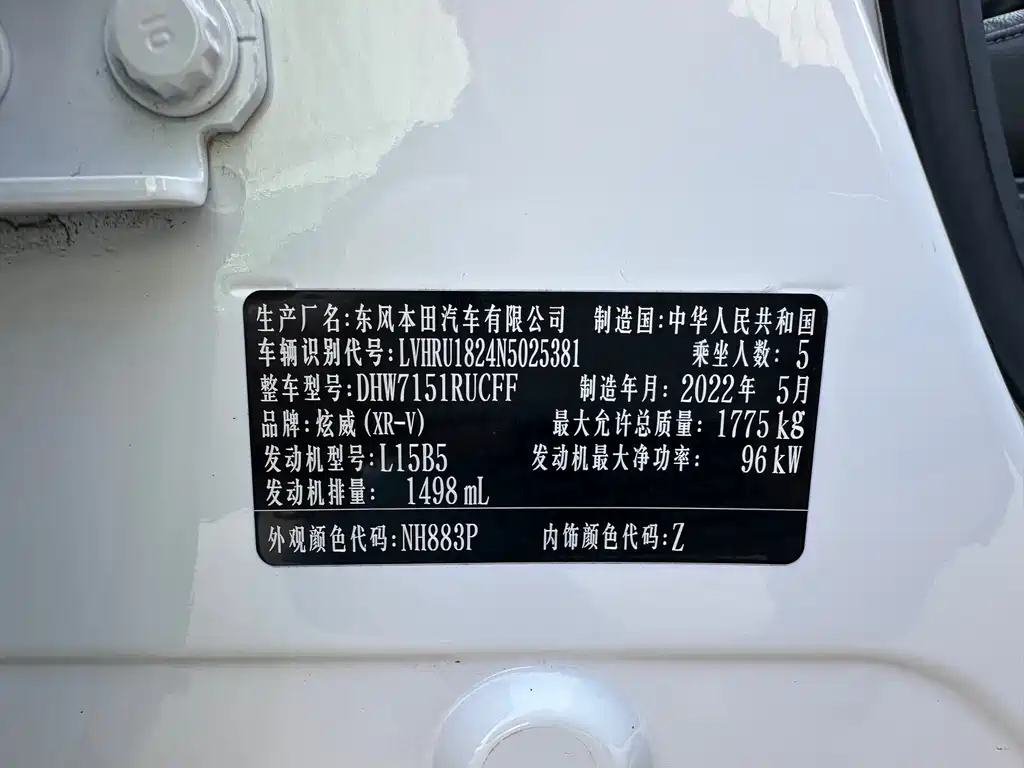 10
生产厂名:东风本田汽车有限公司 制造国:中华人民共和国
车辆识别代号:LVHRU1824N5025381 乘坐人数: 5
整车型号:DHW7151RUCFF 制造年月: 2022年 5月
品牌:炫威(XR-V) 最大允许总质量: 1775 kg
发动机型号:L15B5 发动机最大净功率: 96 kW
发动机排量: 1498 mL
外观颜色代码:NH883P 内饰颜色代码:Z